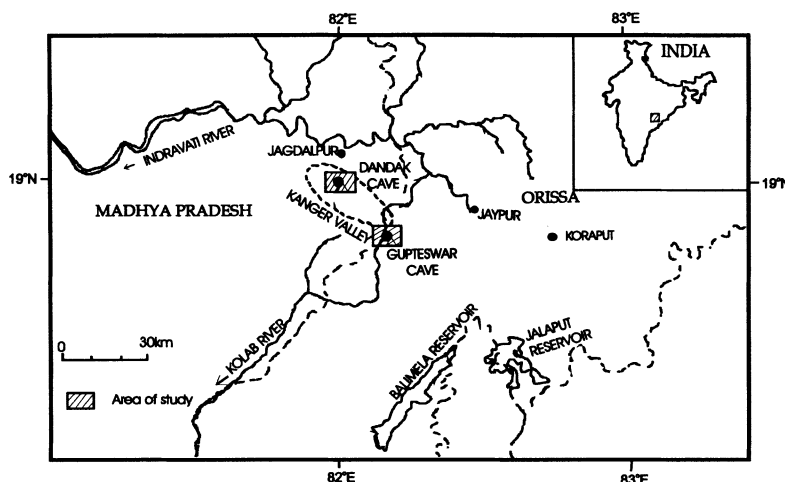 82°E
83°E
INDIA
INDRAVATI RIVER
JAGDALPUR
DANDAK
CAVE
19°N
19°N
ORISSA
MADHYA PRADESH
KANGER VALLEY
JAYPUR
KORAPUT
GUPTESWAR
CAVE
0 30km
KOLAB RIVER
BALIMELA RESERVOIR
JALAPUT
RESERVOIR
Area of study
82°E
83°E